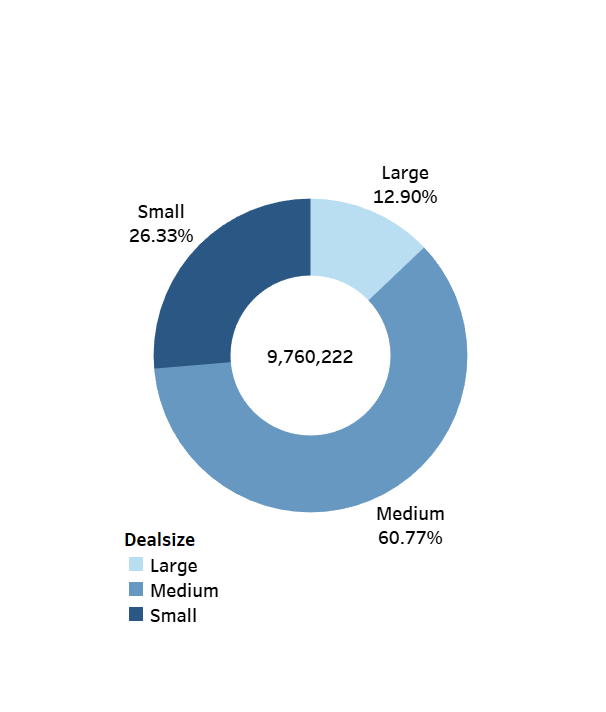 Large
12.90%
Small
26.33%
9,760,222
Medium
60.77%
Dealsize
Large
Medium
Small